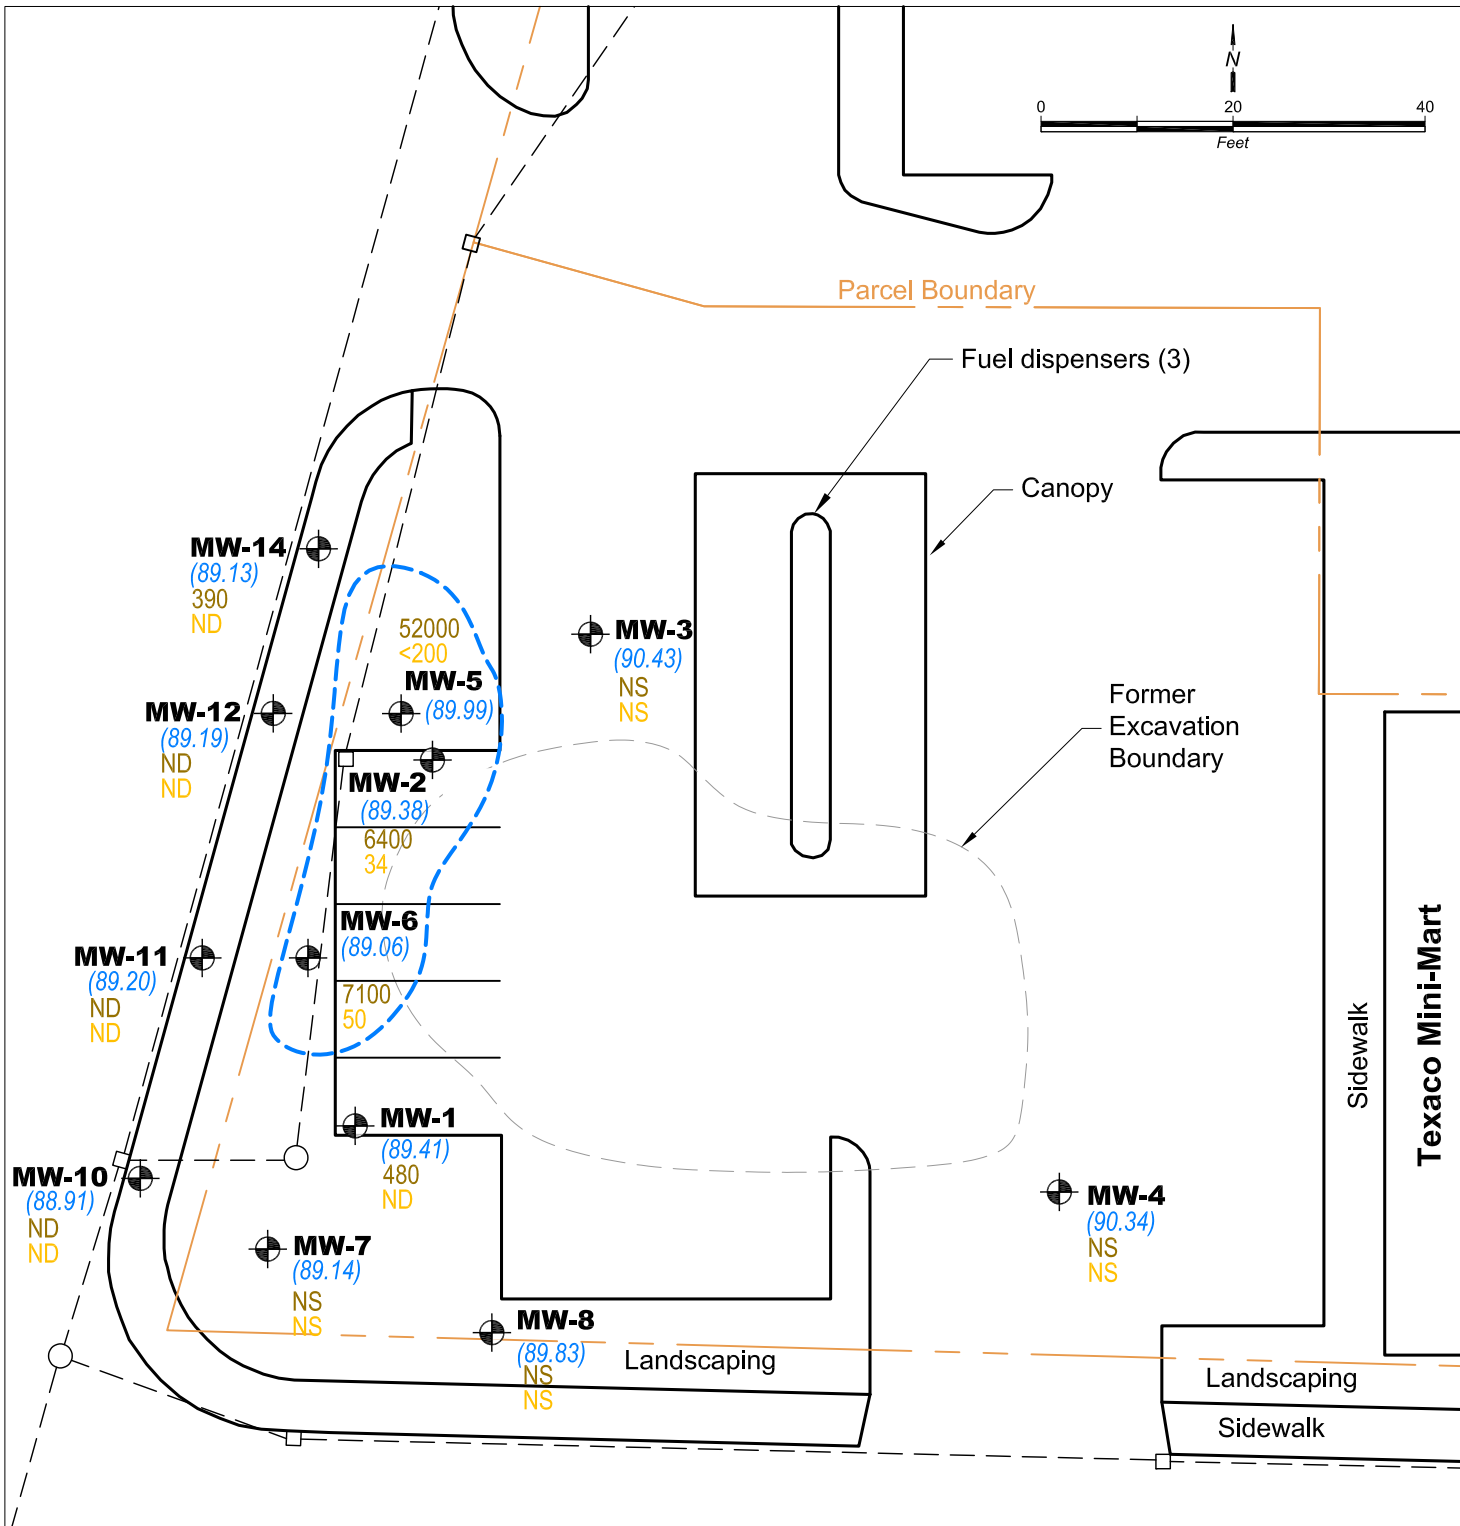 N
0 20 40
Feet
Parcel Boundary
Fuel dispensers (3)
Canopy
MW-14
(89.13)
390
ND
52000
<200
MW-5
(89.99)
MW-3
(90.43)
NS
NS
MW-12
(89.19)
ND
ND
Former
Excavation
Boundary
MW-2
(89.38)
6400
34
MW-6
(89.06)
7100
50
MW-11
(89.20)
ND
ND
Sidewalk
Texaco Mini-Mart
MW-1
(89.41)
480
ND
MW-10
(88.91)
ND
ND
MW-4
(90.34)
NS
NS
MW-7
(89.14)
NS
NS
MW-8
(89.83)
NS
NS
Landscaping
Landscaping
Sidewalk